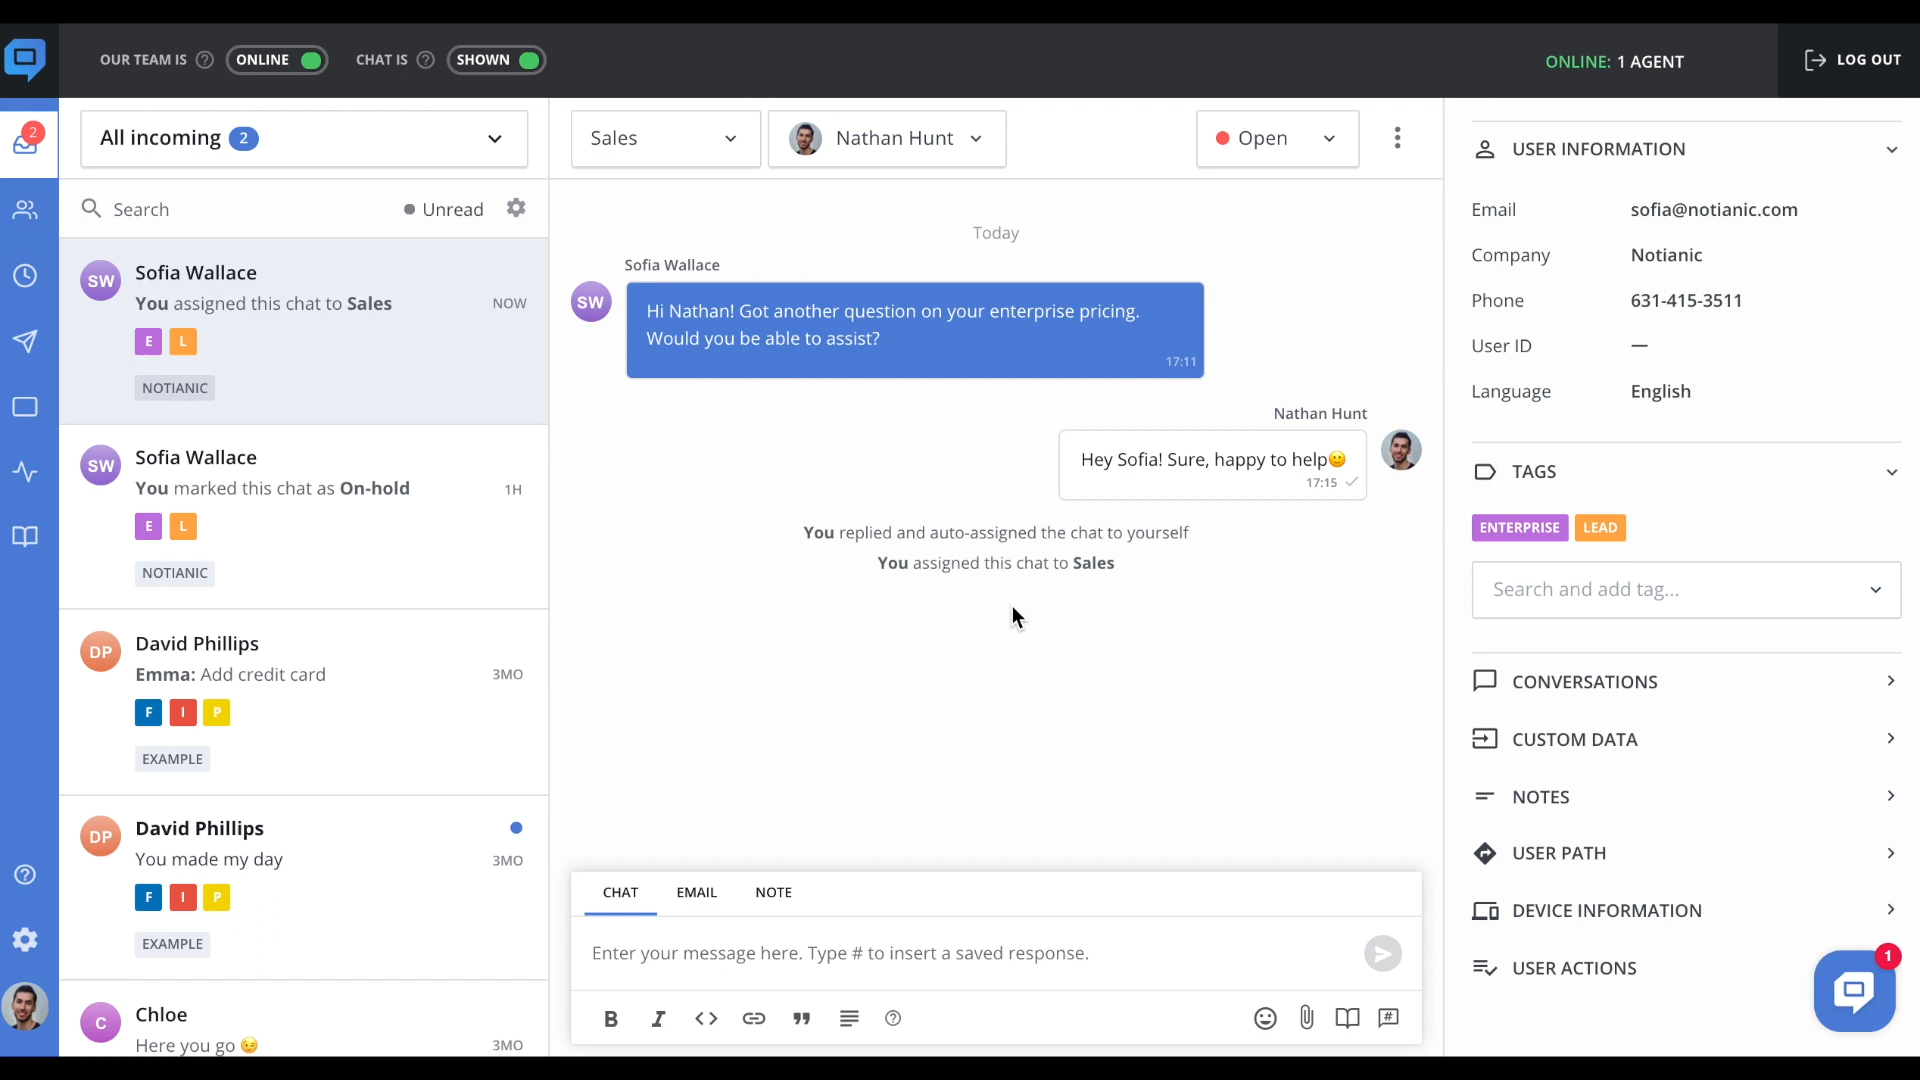 OUR TEAM IS ONLINE CHAT IS SHOWN ONLINE: 1 AGENT LOG OUT
2
All incoming 2
Search Unread
SW Sofia Wallace
You assigned this chat to Sales NOW
E L
NOTIANIC
SW Sofia Wallace
You marked this chat as On-hold 1H
E L
NOTIANIC
DP David Phillips
Emma: Add credit card 3MO
F I P
EXAMPLE
DP David Phillips
You made my day 3MO
F I P
EXAMPLE
C Chloe
Here you go 😉 3MO
Sales Nathan Hunt Open
Today
Sofia Wallace
SW
Hi Nathan! Got another question on your enterprise pricing.
Would you be able to assist?
17:11
Nathan Hunt
Hey Sofia! Sure, happy to help🙂
17:15
You replied and auto-assigned the chat to yourself
You assigned this chat to Sales
CHAT EMAIL NOTE
Enter your message here. Type # to insert a saved response.
B I
USER INFORMATION
Email sofia@notianic.com
Company Notianic
Phone 631-415-3511
User ID —
Language English
TAGS
ENTERPRISE LEAD
Search and add tag...
CONVERSATIONS
CUSTOM DATA
NOTES
USER PATH
DEVICE INFORMATION
USER ACTIONS
1